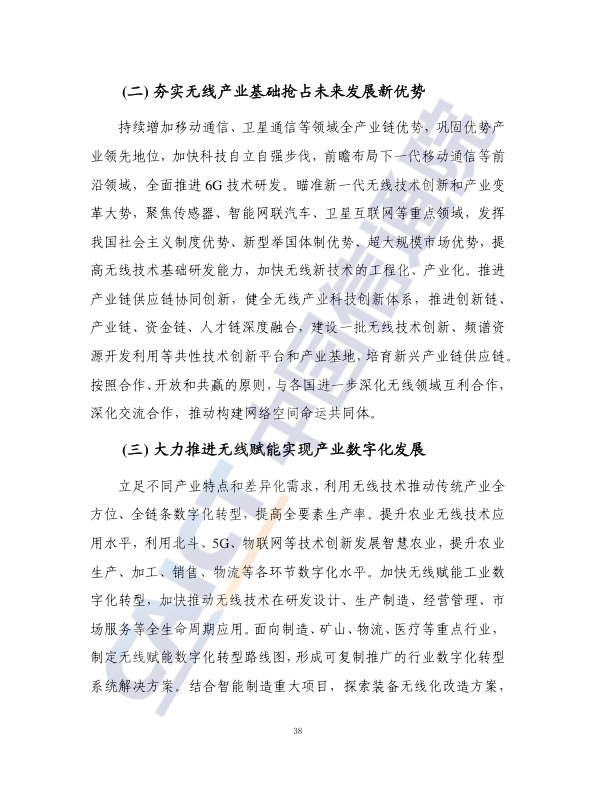 (二) 夯实无线产业基础抢占未来发展新优势
持续增加移动通信、卫星通信等领域全产业链优势，巩固优势产
业领先地位，加快科技自立自强步伐，前瞻布局下一代移动通信等前
沿领域，全面推进 6G 技术研发。瞄准新一代无线技术创新和产业变
革大势，聚焦传感器、智能网联汽车、卫星互联网等重点领域，发挥
我国社会主义制度优势、新型举国体制优势、超大规模市场优势，提
高无线技术基础研发能力，加快无线新技术的工程化、产业化。推进
产业链供应链协同创新，健全无线产业科技创新体系，推进创新链、
产业链、资金链、人才链深度融合，建设一批无线技术创新、频谱资
源开发利用等共性技术创新平台和产业基地，培育新兴产业链供应链。
按照合作、开放和共赢的原则，与各国进一步深化无线领域互利合作，
深化交流合作，推动构建网络空间命运共同体。
(三) 大力推进无线赋能实现产业数字化发展
立足不同产业特点和差异化需求，利用无线技术推动传统产业全
方位、全链条数字化转型，提高全要素生产率。提升农业无线技术应
用水平，利用北斗、5G、物联网等技术创新发展智慧农业，提升农业
生产、加工、销售、物流等各环节数字化水平。加快无线赋能工业数
字化转型，加快推动无线技术在研发设计、生产制造、经营管理、市
场服务等全生命周期应用。面向制造、矿山、物流、医疗等重点行业，
制定无线赋能数字化转型路线图，形成可复制推广的行业数字化转型
系统解决方案。结合智能制造重大项目，探索装备无线化改造方案，
38
CAICT 中国信通院